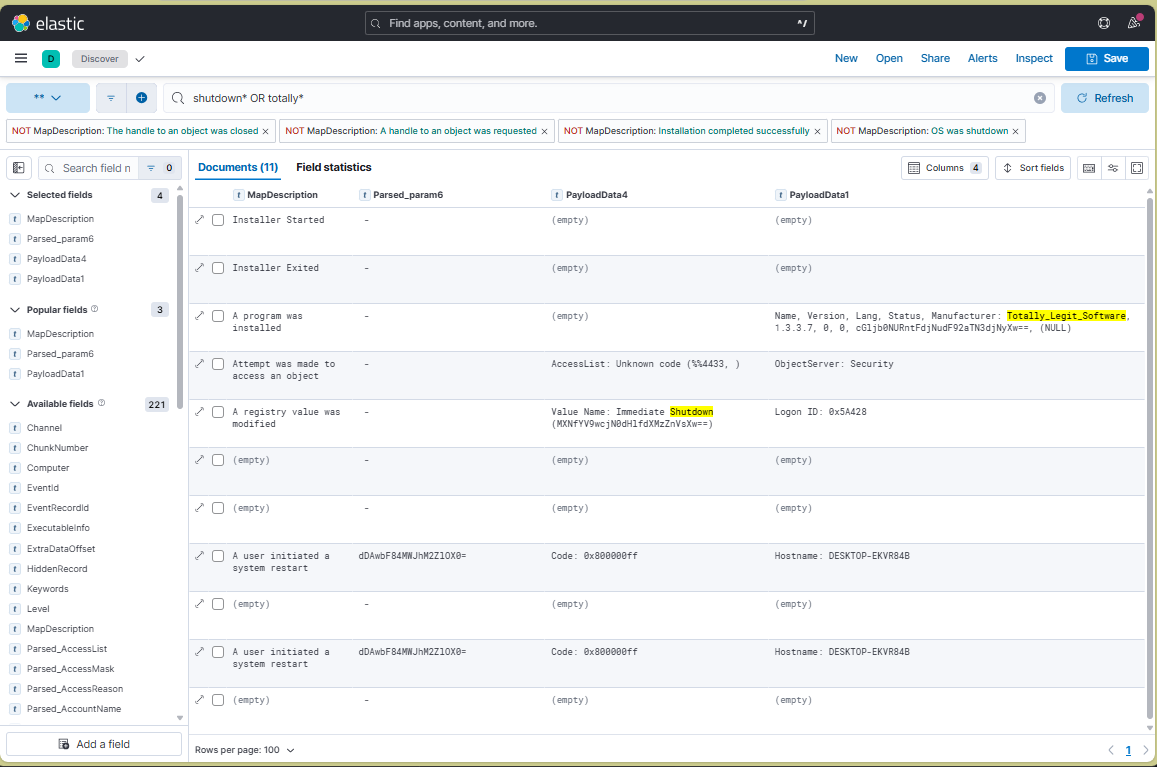 elastic
Find apps, content, and more.
^/
D
Discover
New
Open
Share
Alerts
Inspect
Save
**
shutdown* OR totally*
Refresh
NOT MapDescription: The handle to an object was closed ×
NOT MapDescription: A handle to an object was requested ×
NOT MapDescription: Installation completed successfully ×
NOT MapDescription: OS was shutdown ×
Search field n
0
Selected fields 4
t MapDescription
t Parsed_param6
t PayloadData4
t PayloadData1
Popular fields 3
t MapDescription
t Parsed_param6
t PayloadData1
Available fields 221
t Channel
t ChunkNumber
t Computer
t EventId
t EventRecordId
t ExecutableInfo
t ExtraDataOffset
t HiddenRecord
t Keywords
t Level
t MapDescription
t Parsed_AccessList
t Parsed_AccessMask
t Parsed_AccessReason
t Parsed_AccountName
Add a field
Documents (11)
Field statistics
Columns 4
Sort fields
t MapDescription t Parsed_param6 t PayloadData4 t PayloadData1
Installer Started - (empty) (empty)
Installer Exited - (empty) (empty)
A program was - (empty) Name, Version, Lang, Status, Manufacturer: Totally_Legit_Software,
installed 1.3.3.7, 0, 0, cGljb0NURntFdjNudF92aTN3djNyXw==, (NULL)
Attempt was made to - AccessList: Unknown code (%%4433, ) ObjectServer: Security
access an object
A registry value was - Value Name: Immediate Shutdown Logon ID: 0x5A428
modified (MXNfYV9wcjN0dHlfdXMzZnVsXw==)
(empty) - (empty) (empty)
(empty) - (empty) (empty)
A user initiated a dDAwbF84MWJhM2ZlOX0= Code: 0x800000ff Hostname: DESKTOP-EKVR84B
system restart
(empty) - (empty) (empty)
A user initiated a dDAwbF84MWJhM2ZlOX0= Code: 0x800000ff Hostname: DESKTOP-EKVR84B
system restart
(empty) - (empty) (empty)
Rows per page: 100
1